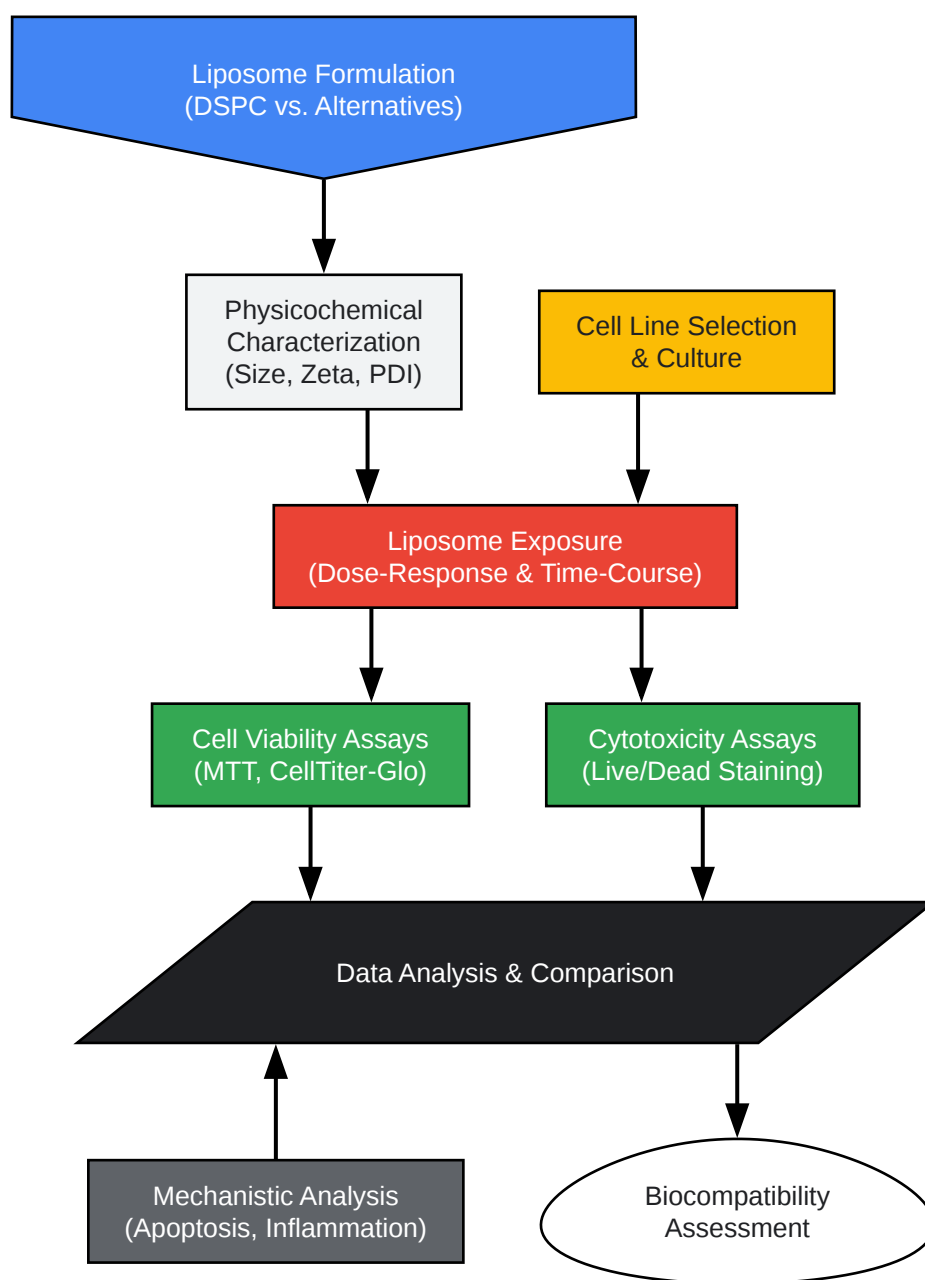 Liposome Formulation
(DSPC vs. Alternatives)
Physicochemical
Characterization
(Size, Zeta, PDI)
Cell Line Selection
& Culture
Liposome Exposure
(Dose-Response & Time-Course)
Cell Viability Assays
(MTT, CellTiter-Glo)
Cytotoxicity Assays
(Live/Dead Staining)
Data Analysis & Comparison
Mechanistic Analysis
(Apoptosis, Inflammation)
Biocompatibility
Assessment